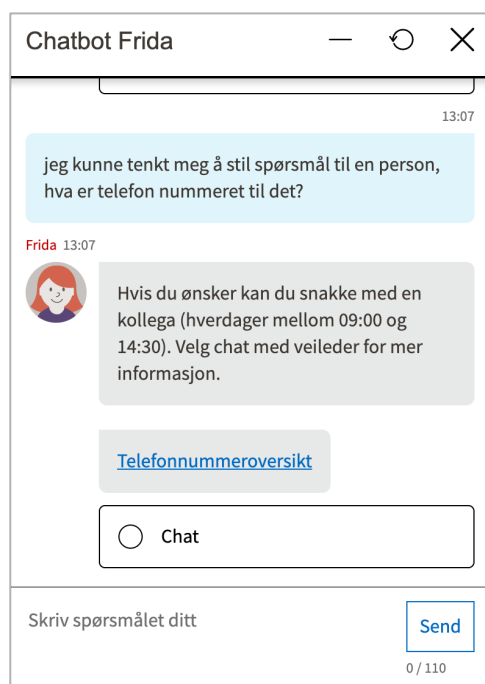 Chatbot Frida
13:07
jeg kunne tenkt meg å stil spørsmål til en person,
hva er telefon nummeret til det?
Frida 13:07
Hvis du ønsker kan du snakke med en
kollega (hverdager mellom 09:00 og
14:30). Velg chat med veileder for mer
informasjon.
Telefonnummeroversikt
Chat
Skriv spørsmålet ditt
Send
0 / 110